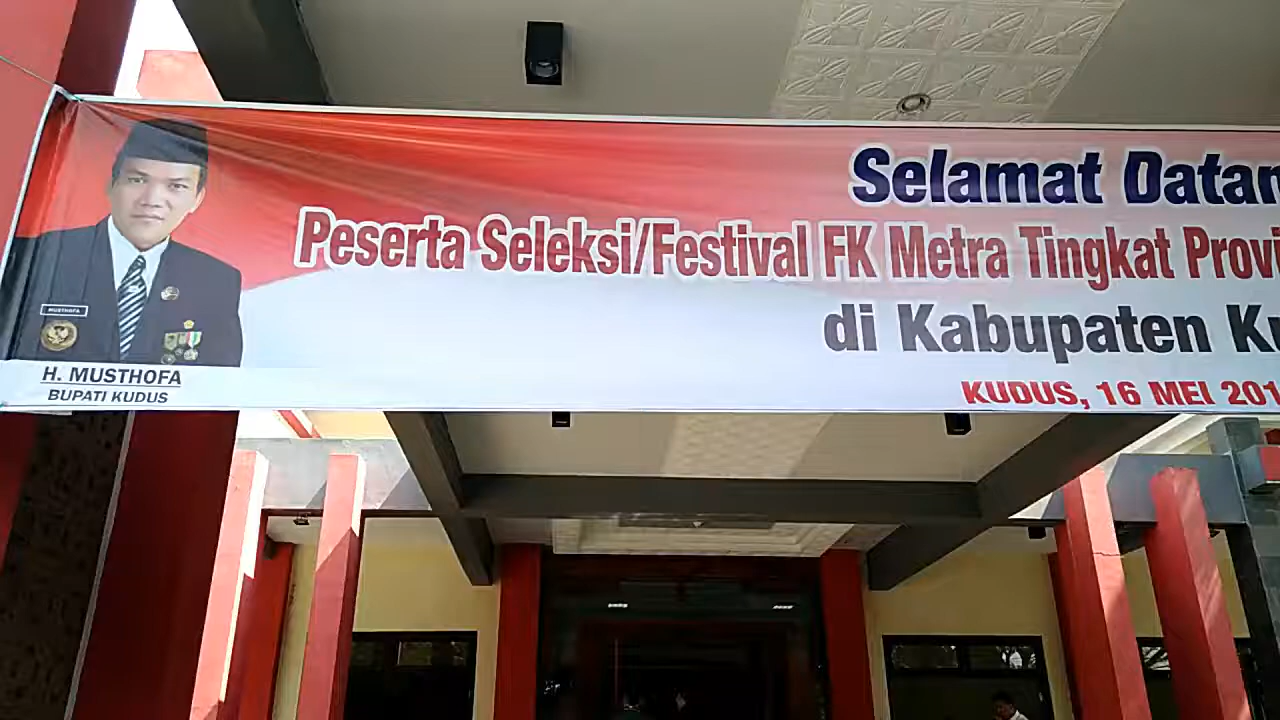 Selamat Datan
Peserta Seleksi/Festival FK Metra Tingkat Provi
di Kabupaten Ku
KUDUS, 16 MEI 201
MUSTHOFA
H. MUSTHOFA
BUPATI KUDUS